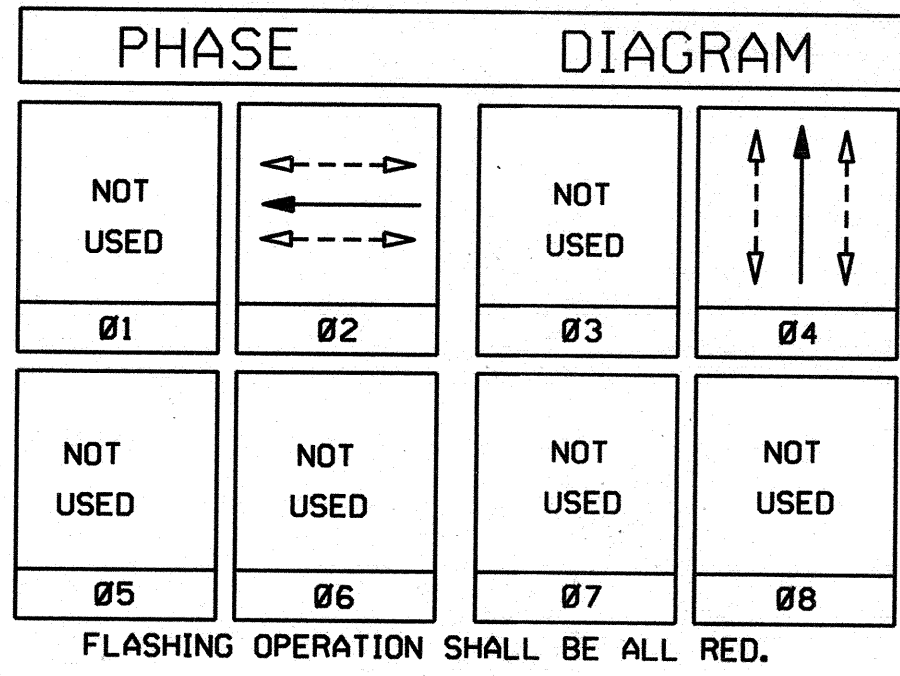 PHASE DIAGRAM
NOT
USED
Ø1
Ø2
NOT
USED
Ø3
Ø4
NOT
USED
Ø5
NOT
USED
Ø6
NOT
USED
Ø7
NOT
USED
Ø8
FLASHING OPERATION SHALL BE ALL RED.